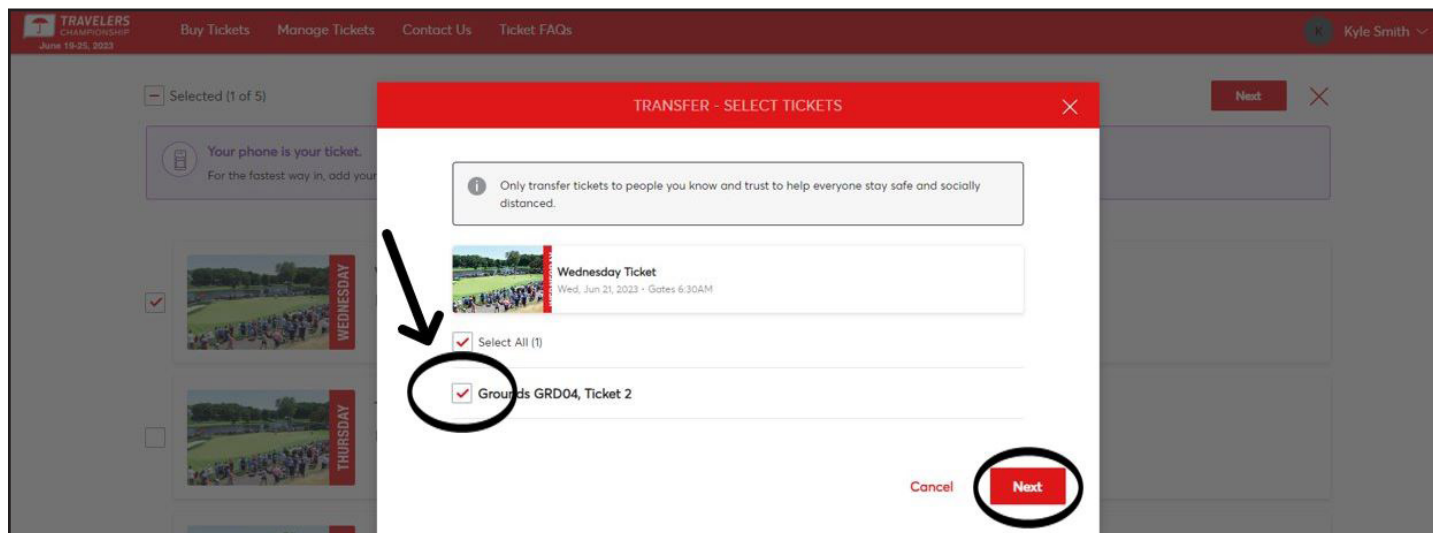 TRAVELERS
CHAMPIONSHIP
June 19-25, 2023
Buy Tickets Manage Tickets Contact Us Ticket FAQs
K Kyle Smith
Selected (1 of 5)
Next
Your phone is your ticket.
For the fastest way in, add your
WEDNESDAY
THURSDAY
TRANSFER - SELECT TICKETS
Only transfer tickets to people you know and trust to help everyone stay safe and socially
distanced.
WEDNESDAY
Wednesday Ticket
Wed, Jun 21, 2023 • Gates 6:30AM
Select All (1)
Grounds GRD04, Ticket 2
Cancel Next